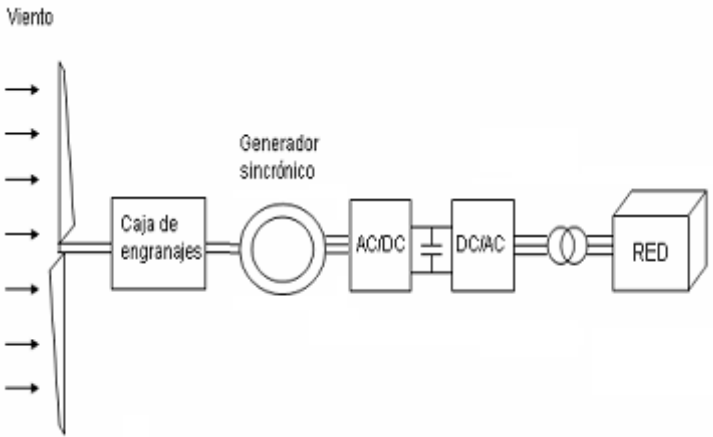 Viento
Generador
sincrónico
Caja de
engranajes
AC/DC
DC/AC
RED